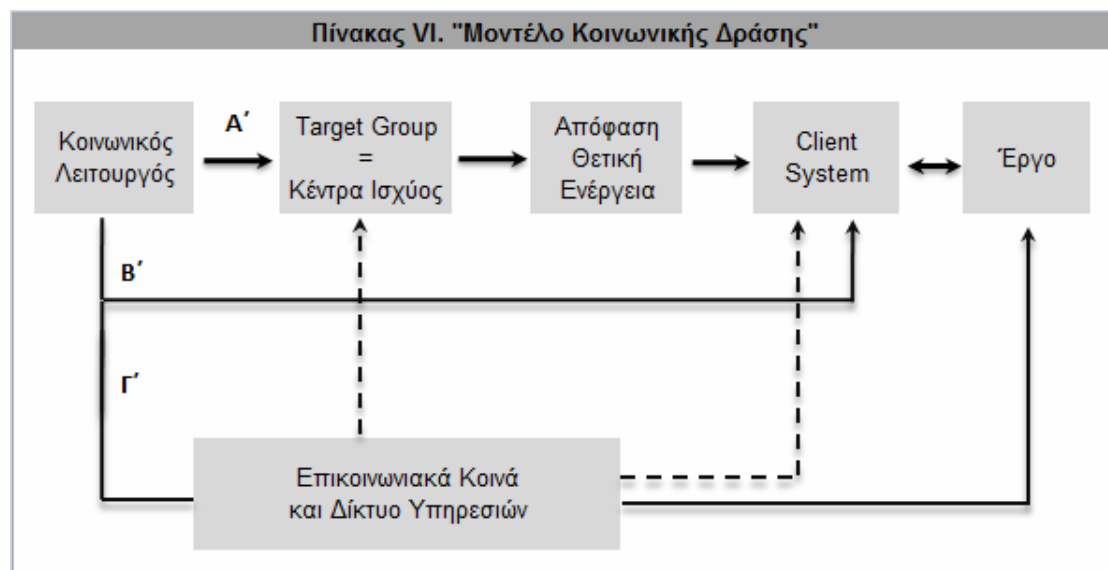 Πίνακας VI. "Μοντέλο Κοινωνικής Δράσης"
Κοινωνικός
Λειτουργός
Α΄
Target Group
=
Κέντρα Ισχύος
Απόφαση
Θετική
Ενέργεια
Client
System
Έργο
Β΄
Γ΄
Επικοινωνιακά Κοινά
και Δίκτυο Υπηρεσιών